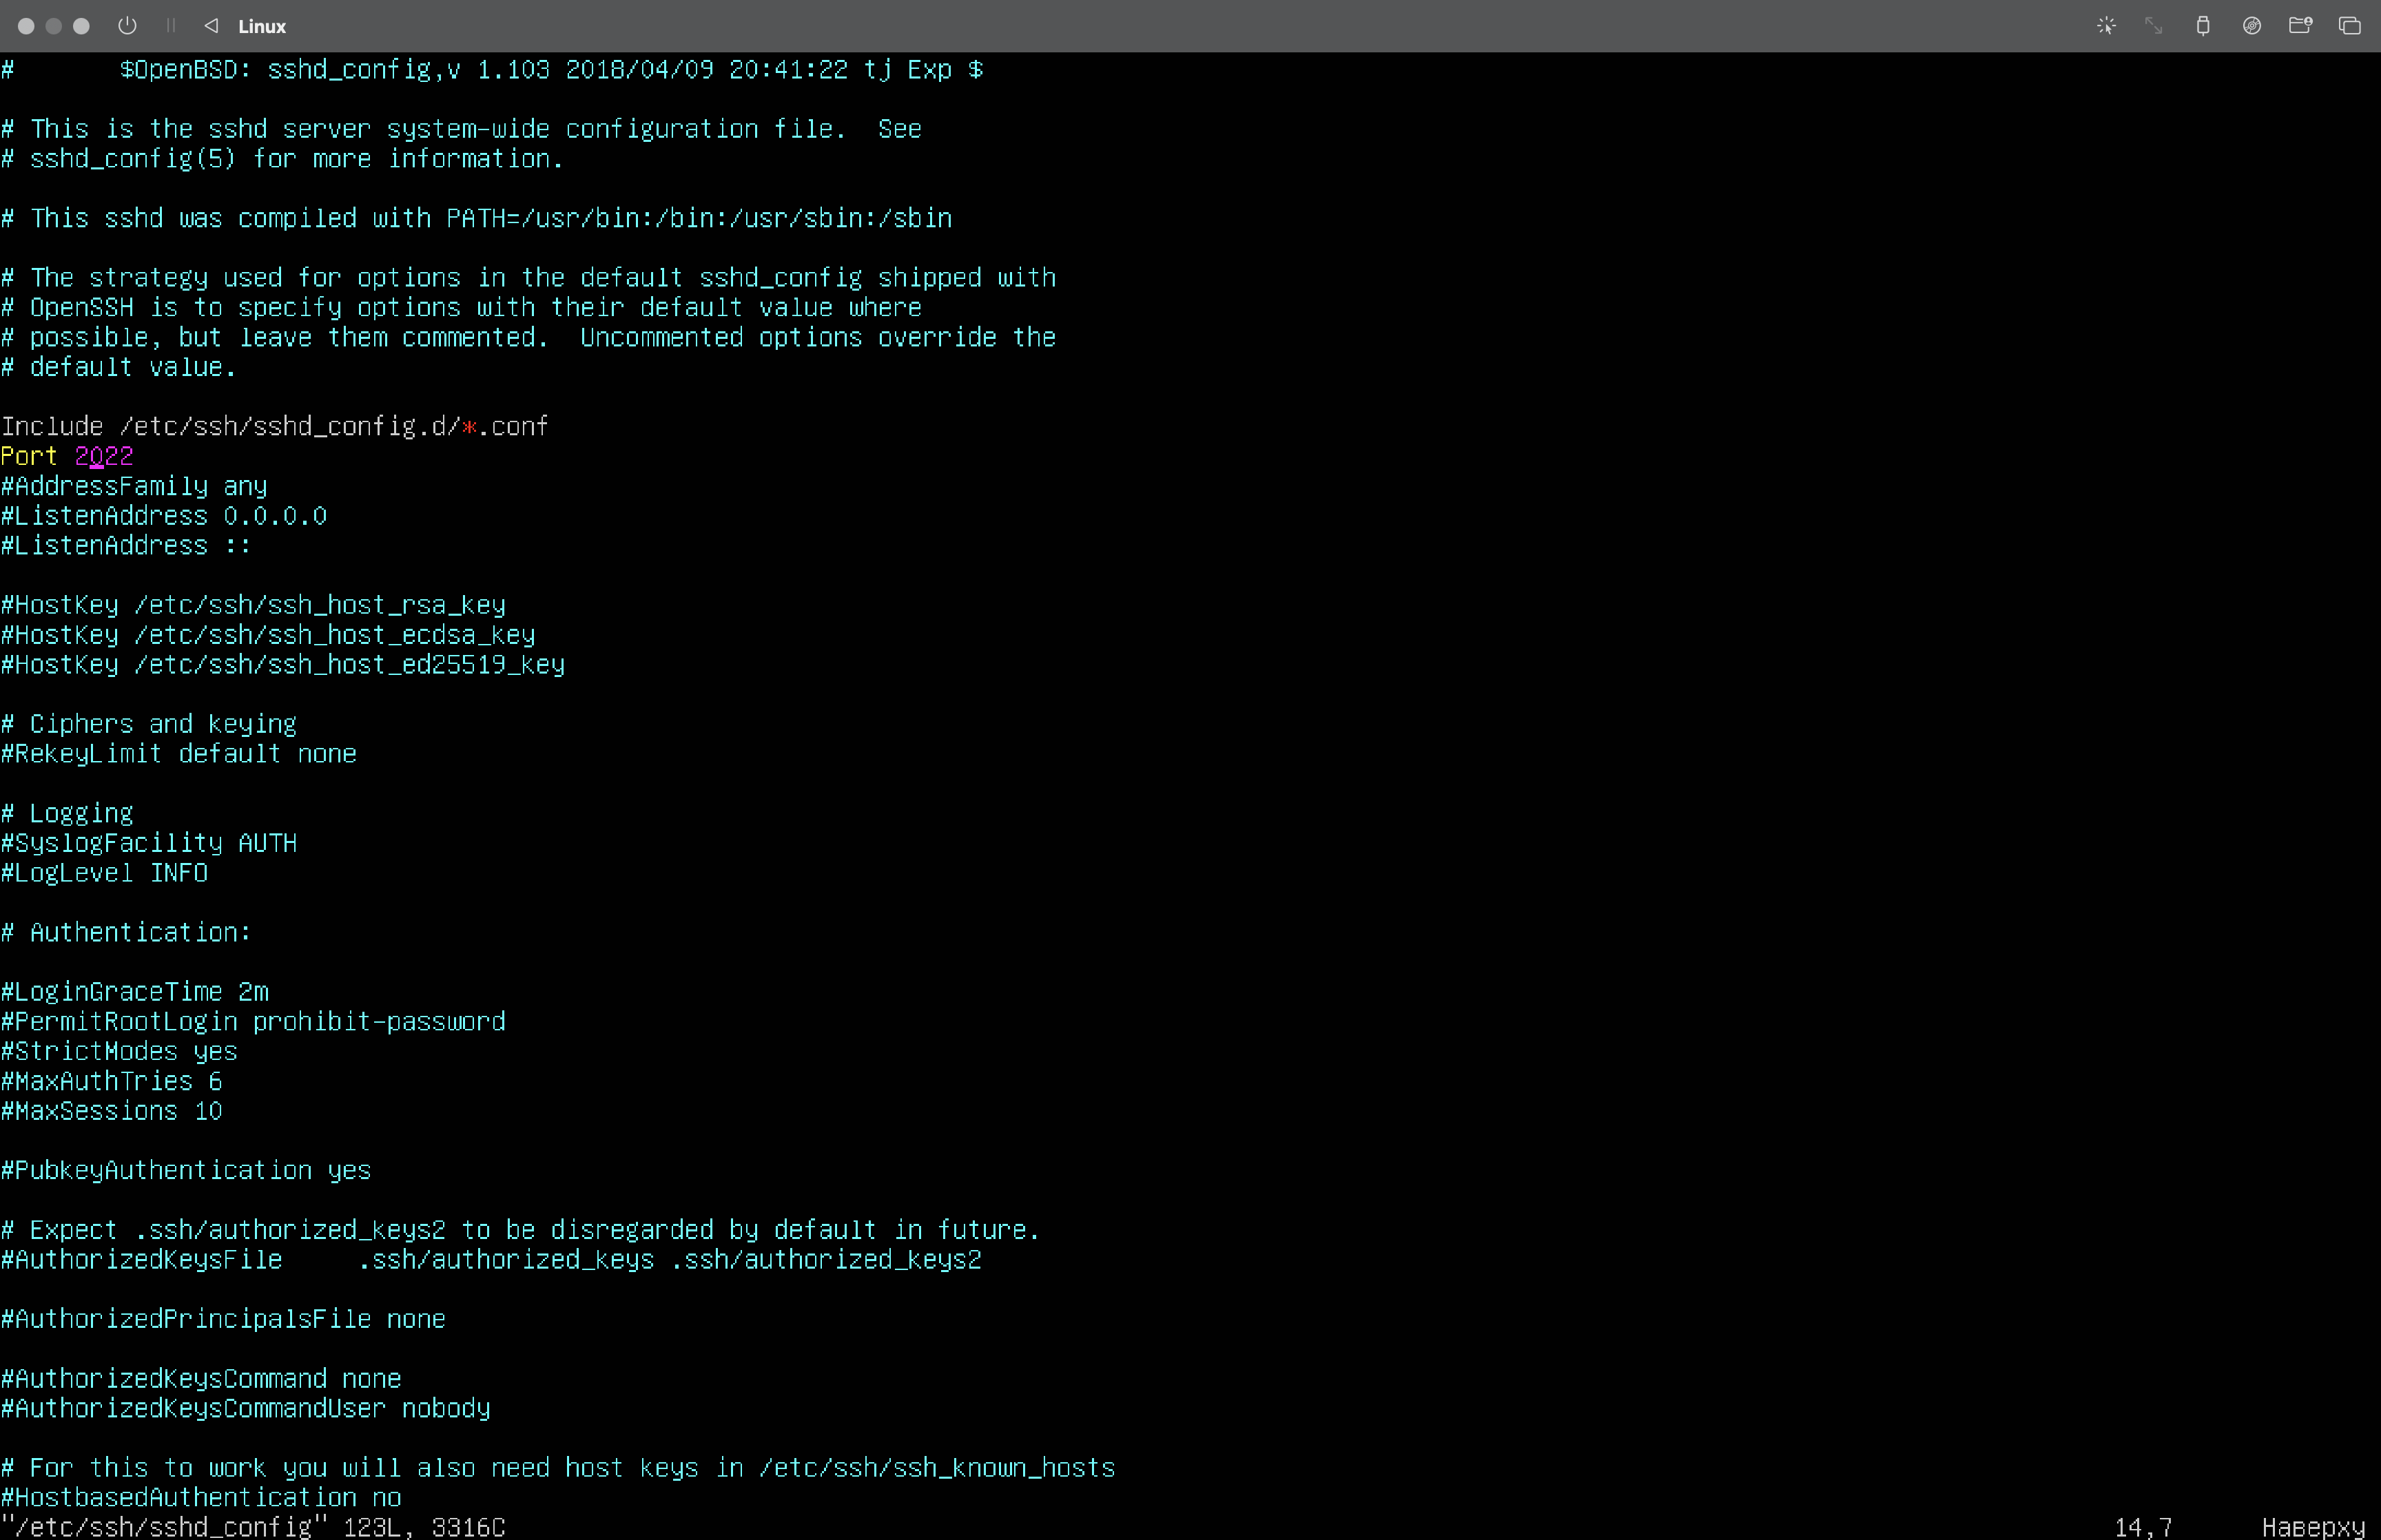 Linux
#       $OpenBSD: sshd_config,v 1.103 2018/04/09 20:41:22 tj Exp $
# This is the sshd server system-wide configuration file.  See
# sshd_config(5) for more information.
# This sshd was compiled with PATH=/usr/bin:/bin:/usr/sbin:/sbin
# The strategy used for options in the default sshd_config shipped with
# OpenSSH is to specify options with their default value where
# possible, but leave them commented.  Uncommented options override the
# default value.
Include /etc/ssh/sshd_config.d/*.conf
Port 2022
#AddressFamily any
#ListenAddress 0.0.0.0
#ListenAddress ::
#HostKey /etc/ssh/ssh_host_rsa_key
#HostKey /etc/ssh/ssh_host_ecdsa_key
#HostKey /etc/ssh/ssh_host_ed25519_key
# Ciphers and keying
#RekeyLimit default none
# Logging
#SyslogFacility AUTH
#LogLevel INFO
# Authentication:
#LoginGraceTime 2m
#PermitRootLogin prohibit-password
#StrictModes yes
#MaxAuthTries 6
#MaxSessions 10
#PubkeyAuthentication yes
# Expect .ssh/authorized_keys2 to be disregarded by default in future.
#AuthorizedKeysFile     .ssh/authorized_keys .ssh/authorized_keys2
#AuthorizedPrincipalsFile none
#AuthorizedKeysCommand none
#AuthorizedKeysCommandUser nobody
# For this to work you will also need host keys in /etc/ssh/ssh_known_hosts
#HostbasedAuthentication no
"/etc/ssh/sshd_config" 123L, 3316C 14,7 Наверху